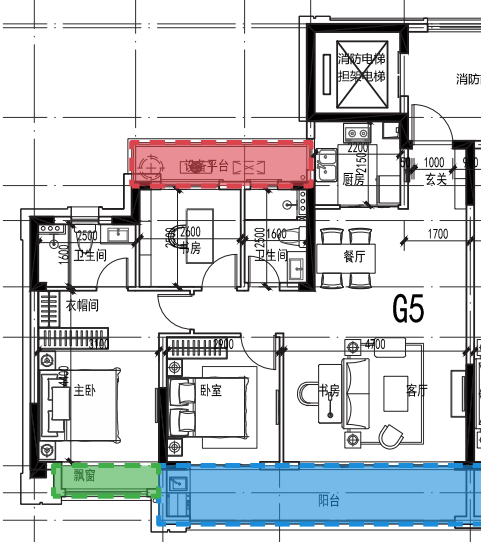 消防电梯
担架电梯
消防
2200
2150
厨房
1000
玄关
设备平台
1700
2500
1600
卫生间
2600
书房
2500
1600
卫生间
餐厅
衣帽间
G5
3100
2900
4700
主卧
卧室
书房
客厅
飘窗
阳台